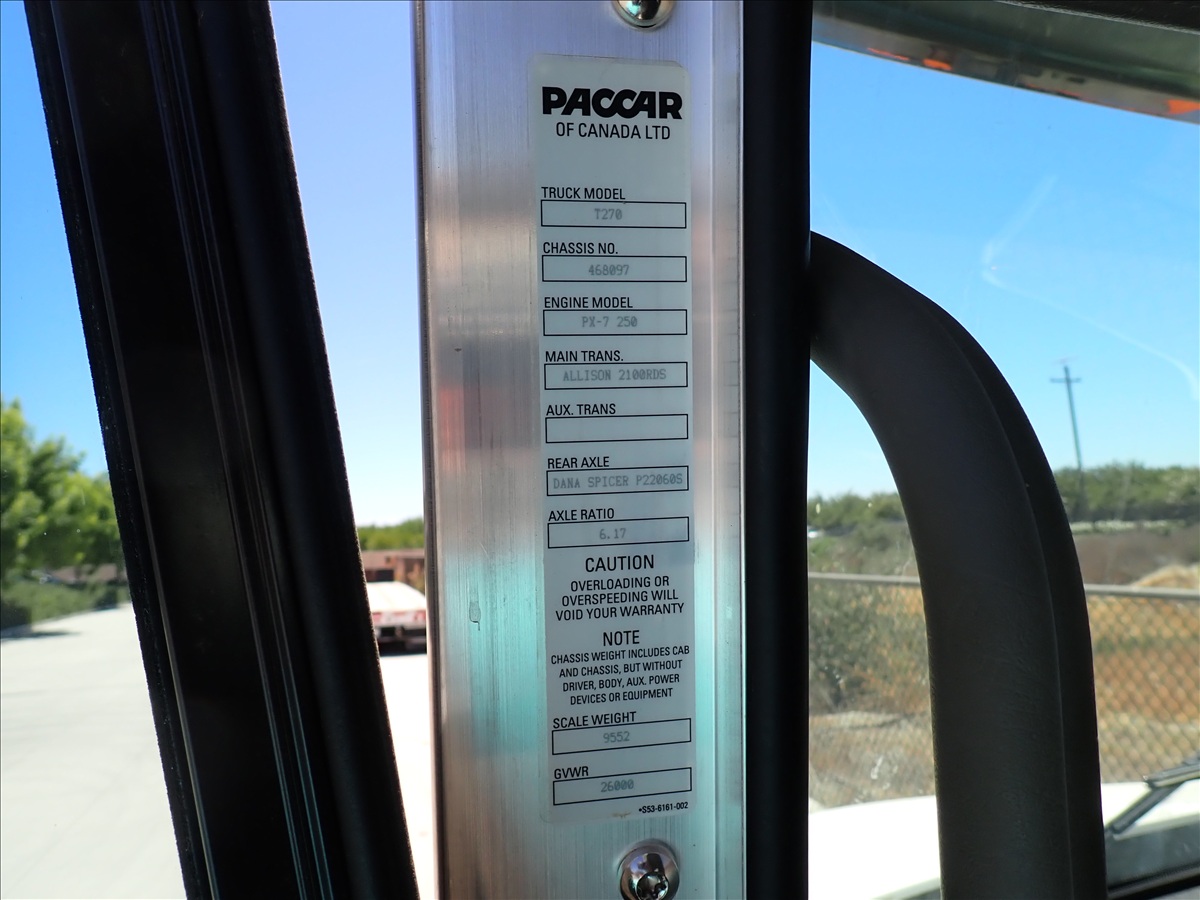 PACCAR
OF CANADA LTD
TRUCK MODEL
T270
CHASSIS NO.
468097
ENGINE MODEL
PX-7 250
MAIN TRANS.
ALLISON 2100RDS
AUX. TRANS
REAR AXLE
DANA SPICER P22060S
AXLE RATIO
6.17
CAUTION
OVERLOADING OR
OVERSPEEDING WILL
VOID YOUR WARRANTY
NOTE
CHASSIS WEIGHT INCLUDES CAB
AND CHASSIS, BUT WITHOUT
DRIVER, BODY, AUX. POWER
DEVICES OR EQUIPMENT
SCALE WEIGHT
9552
GVWR
26000
•S53-6161-002